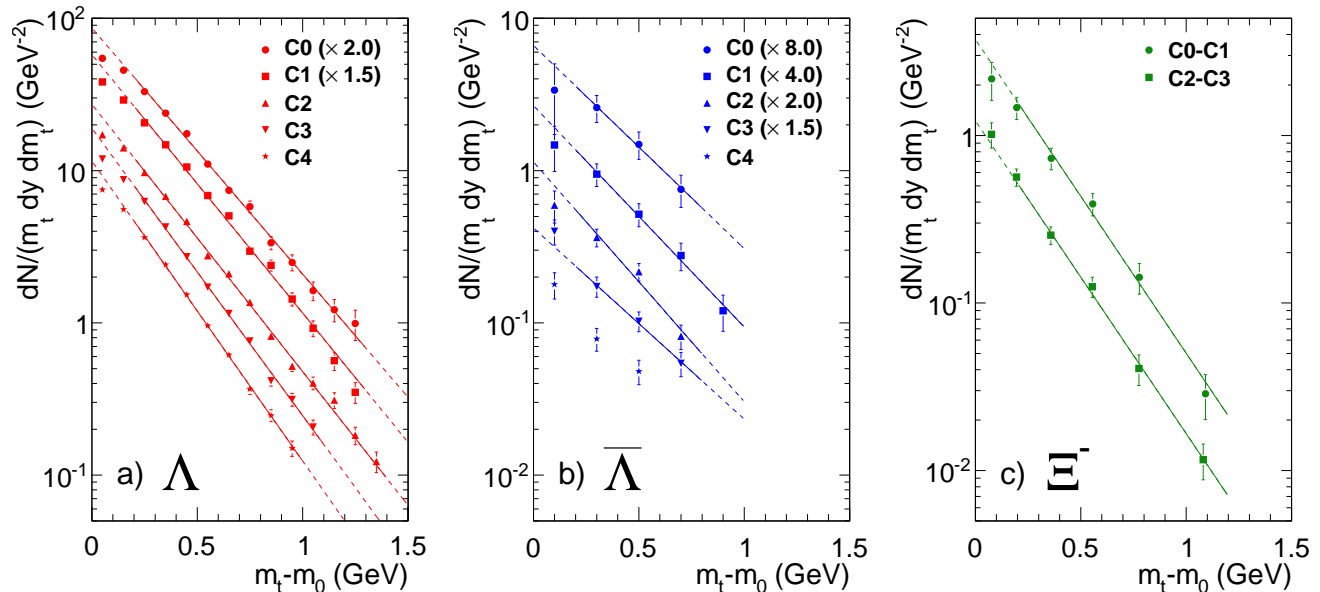 dN/(m_t dy dm_t) (GeV^-2)
10^2
10
1
10^-1
C0 (× 2.0)
C1 (× 1.5)
C2
C3
C4
a) Λ
0 0.5 1 1.5
m_t-m_0 (GeV)
dN/(m_t dy dm_t) (GeV^-2)
10
1
10^-1
10^-2
C0 (× 8.0)
C1 (× 4.0)
C2 (× 2.0)
C3 (× 1.5)
C4
b) Λ̅
0 0.5 1 1.5
m_t-m_0 (GeV)
dN/(m_t dy dm_t) (GeV^-2)
1
10^-1
10^-2
C0-C1
C2-C3
c) Ξ^-
0 0.5 1 1.5
m_t-m_0 (GeV)